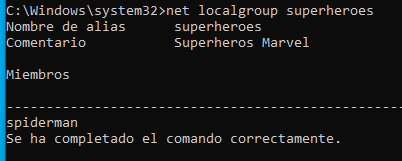 C:\Windows\system32>net localgroup superheroes
Nombre de alias superheroes
Comentario Superheros Marvel
Miembros
-------------------------------------------------
spiderman
Se ha completado el comando correctamente.